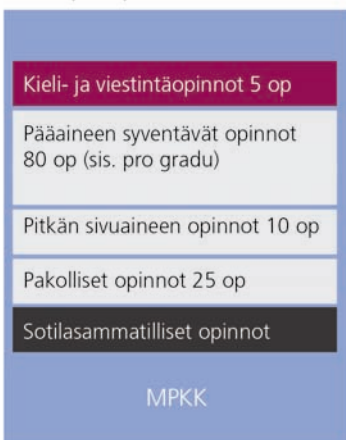 Kieli- ja viestintäopinnot 5 op
Pääaineen syventävät opinnot
80 op (sis. pro gradu)
Pitkän sivuaineen opinnot 10 op
Pakolliset opinnot 25 op
Sotilasammatilliset opinnot
MPKK